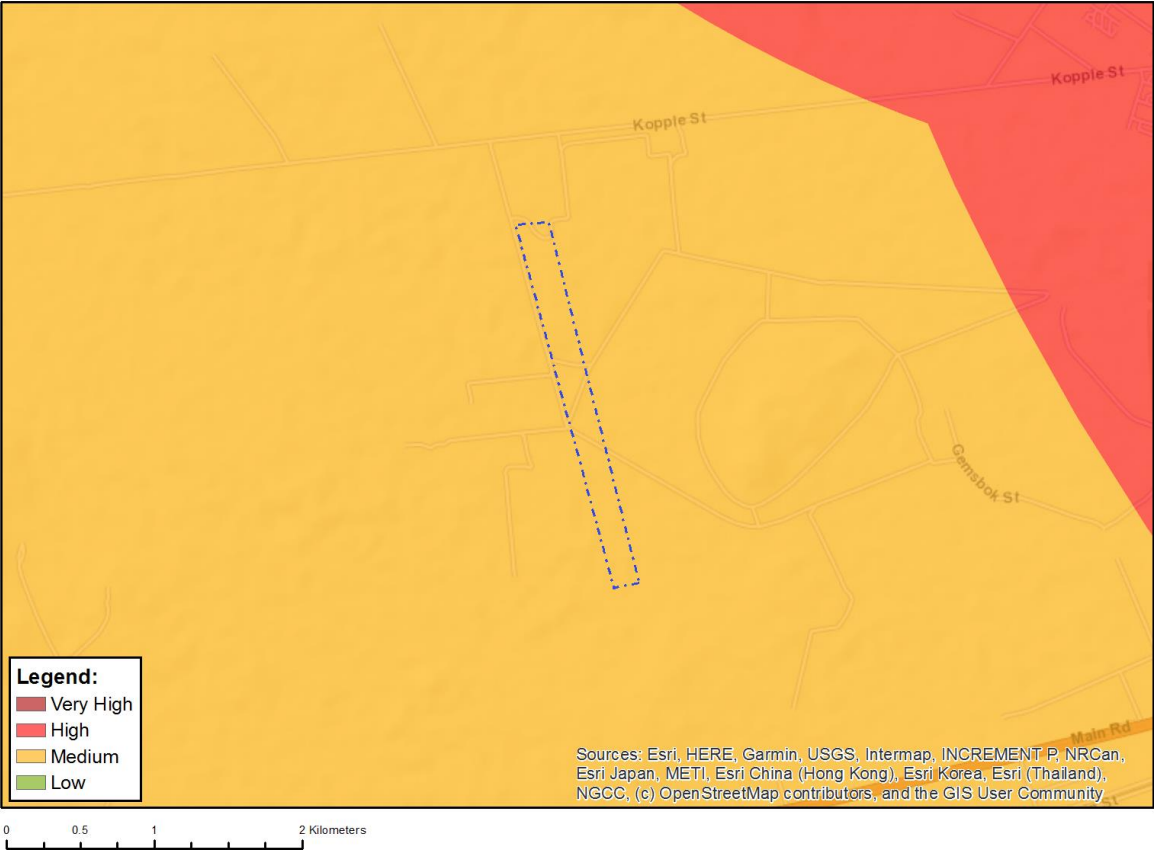 Kopple St
Kopple St
Gemsbok St
Main Rd
Legend:
Very High
High
Medium
Low
Sources: Esri, HERE, Garmin, USGS, Intermap, INCREMENT P, NRCan,
Esri Japan, METI, Esri China (Hong Kong), Esri Korea, Esri (Thailand),
NGCC, (c) OpenStreetMap contributors, and the GIS User Community
St
0 0.5 1 2 Kilometers